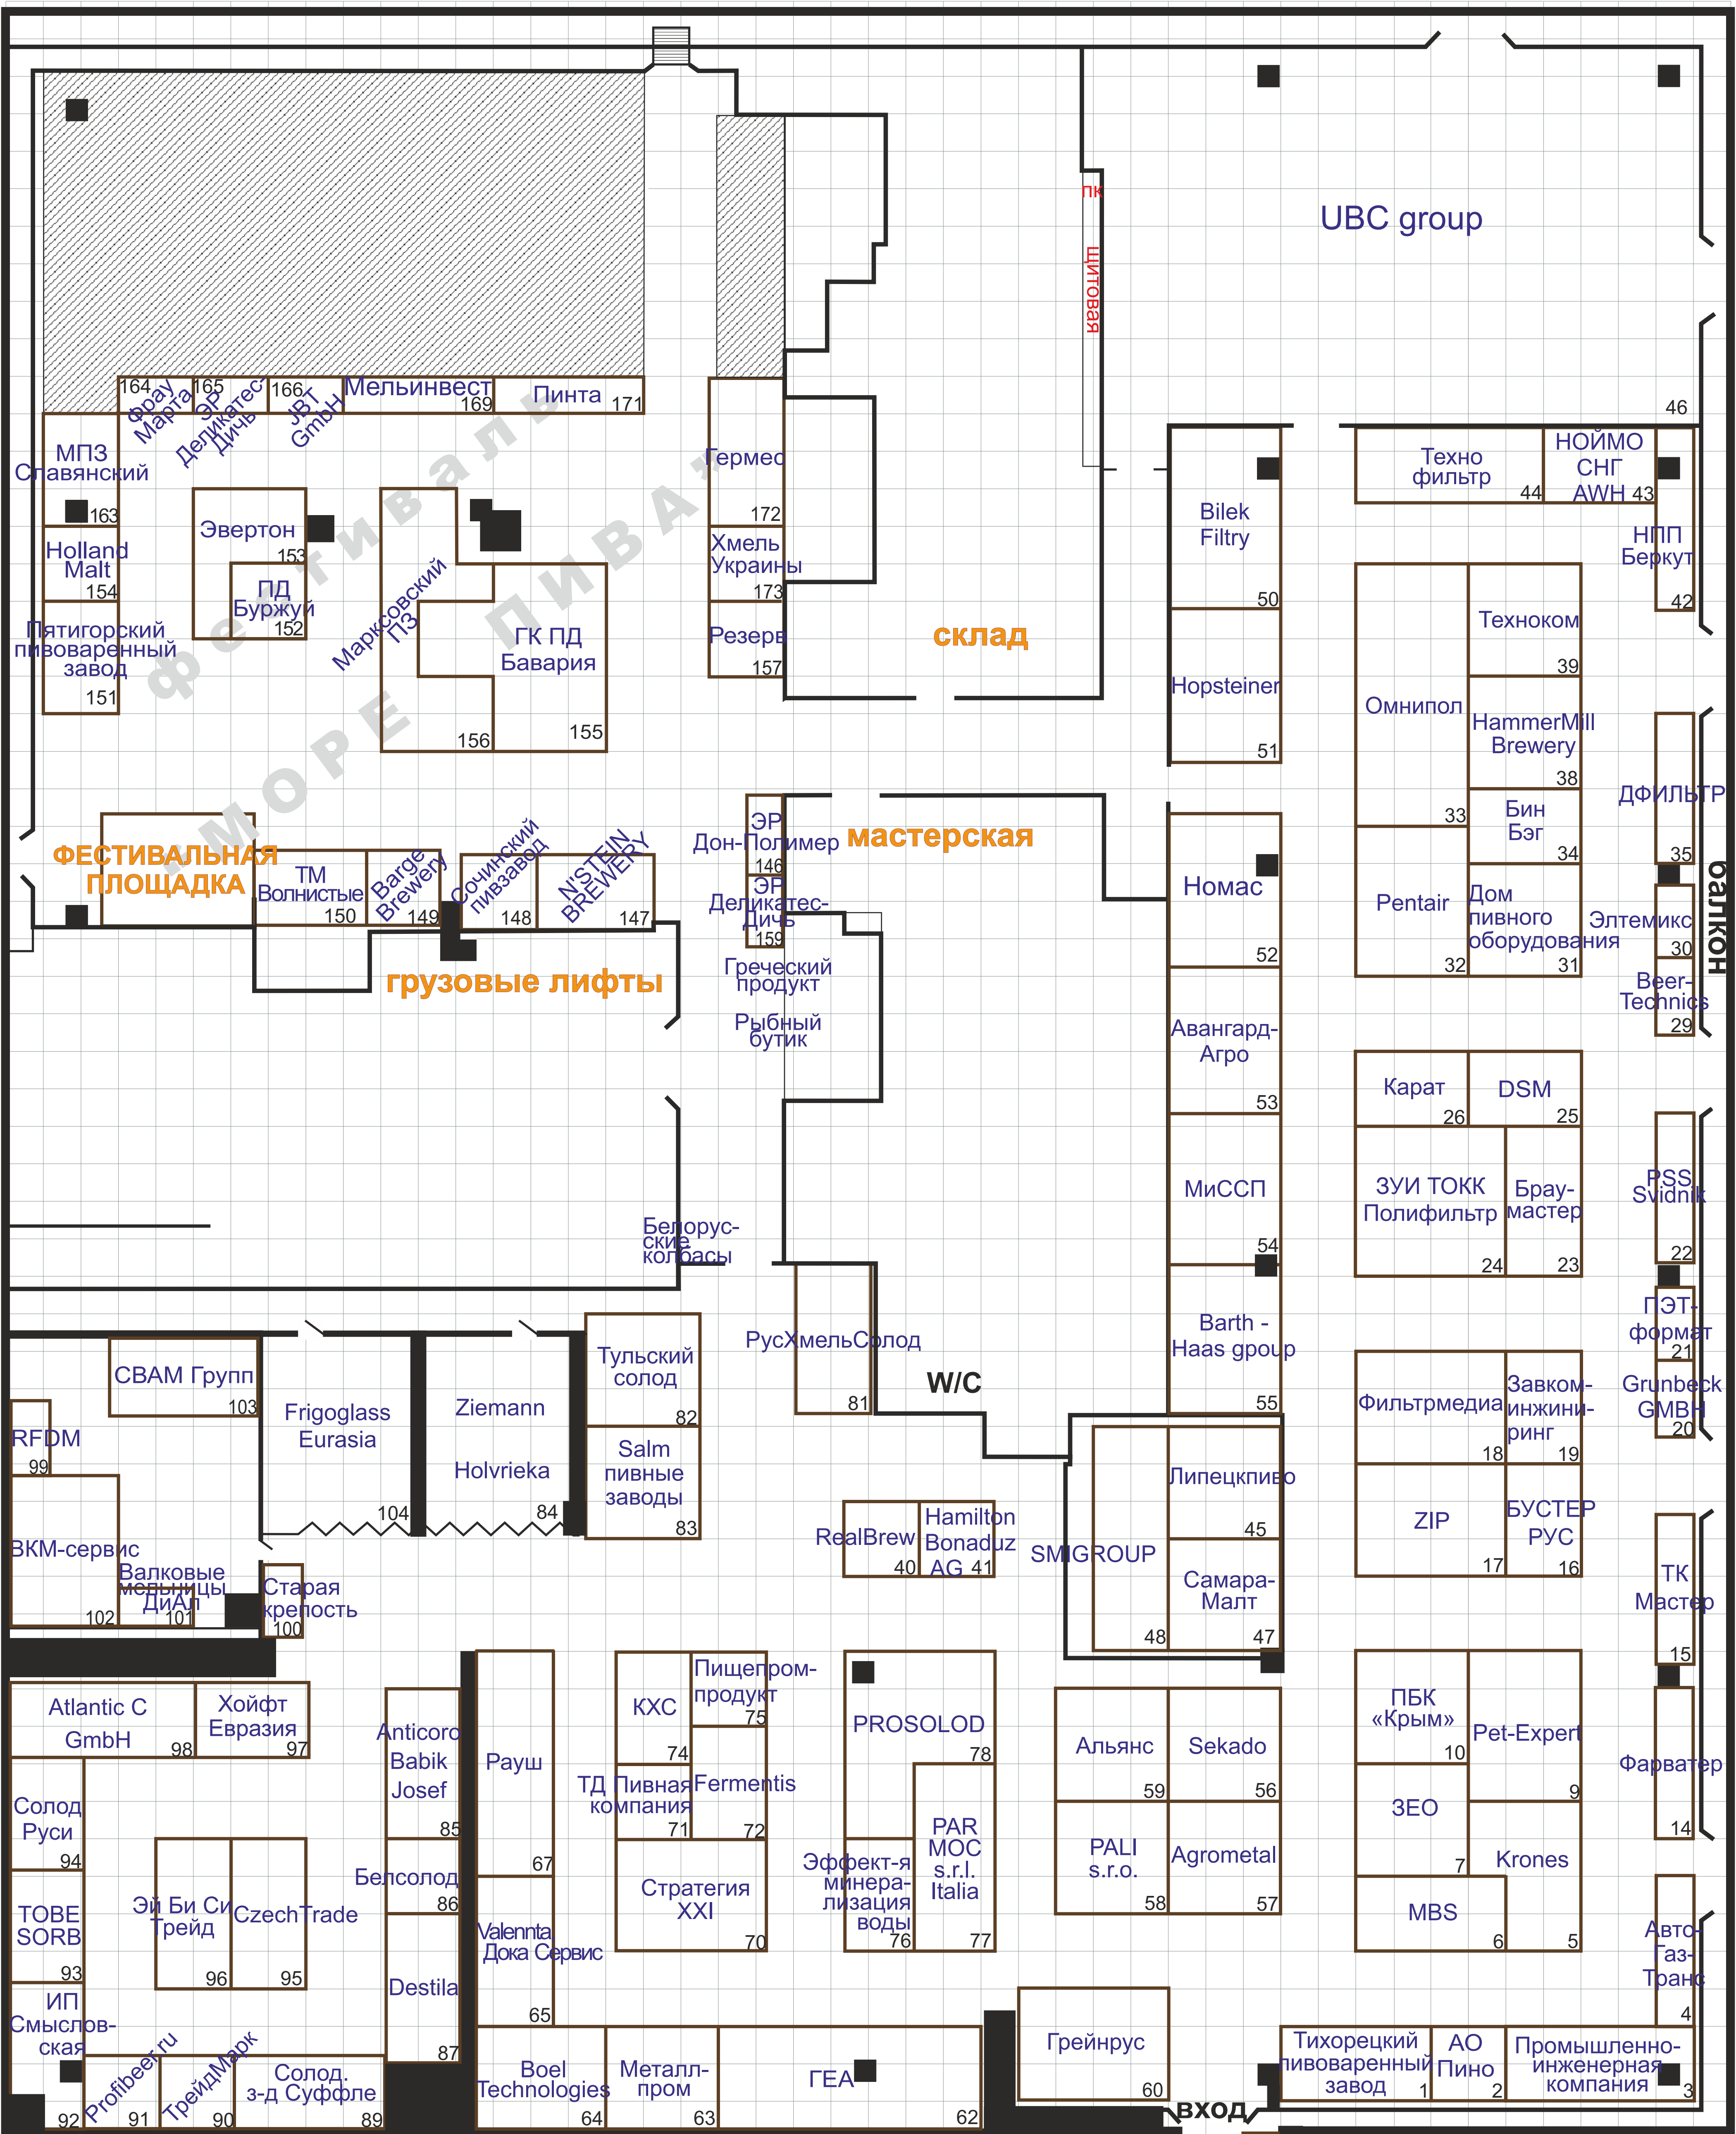 пк
щитовая
UBC group
164
Фрау
Марта
165
ЭР
Деликатес-
Дичь
166
JBT
GmbH
Мельинвест
169
Пинта
171
МПЗ
Славянский
163
Holland
Malt
154
Пятигорский
пивоваренный
завод
151
Эвертон
153
ПД
Буржуй
152
Марксовский
ПЗ
156
ГК ПД
Бавария
155
фестиваль
“МОРЕ ПИВА”
Гермес
172
Хмель
Украины
173
Резерв
157
склад
46
Bilek
Filtry
50
Hopsteiner
51
Техно
фильтр
44
НОЙМО
СНГ
AWH
43
НПП
Беркут
42
Омнипол
33
Техноком
39
HammerMill
Brewery
38
Бин
Бэг
34
ДФИЛЬТР
35
балкон
Pentair
32
Дом
пивного
оборудования
31
Элтемикс
30
Beer-
Technics
29
ФЕСТИВАЛЬНАЯ
ПЛОЩАДКА
ТМ
Волнистые
150
Barge
Brewery
149
Сочинский
пивзавод
148
N'STEIN
BREWERY
147
грузовые лифты
ЭР
Дон-Полимер
146
ЭР
Деликатес-
Дичь
159
мастерская
Греческий
продукт
Рыбный
бутик
Номас
52
Авангард-
Агро
53
МиССП
54
Barth -
Haas gpoup
55
Карат
26
DSM
25
ЗУИ ТОКК
Полифильтр
24
Брау-
мастер
23
PSS
Svidnik
22
ПЭТ-
формат
21
Grunbeck
GMBH
20
Фильтрмедиа
18
Завком-
инжини-
ринг
19
ZIP
17
БУСТЕР
РУС
16
ТК
Мастер
15
Белорус-
ские
колбасы
РусХмельСолод
81
W/C
Тульский
солод
82
Salm
пивные
заводы
83
СВАМ Групп
103
RFDM
99
Frigoglass
Eurasia
104
Ziemann
Holvrieka
84
ВКМ-сервис
102
Валковые
мельницы
ДиАл
101
Старая
крепость
100
RealBrew
40
Hamilton
Bonaduz
AG
41
SMIGROUP
48
Липецкпиво
45
Самара-
Малт
47
Atlantic C
GmbH
98
Хойфт
Евразия
97
Anticoro
Babik
Josef
85
Рауш
67
КХС
74
Пищепром-
продукт
75
ТД Пивная
компания
71
Fermentis
72
Стратегия
XXI
70
PROSOLOD
78
PAR
MOC
s.r.l.
Italia
77
Эффект-я
минера-
лизация
воды
76
Альянс
59
Sekado
56
PALI
s.r.o.
58
Agrometal
57
ПБК
«Крым»
10
Pet-Expert
9
ЗЕО
7
Krones
5
MBS
6
Фарватер
14
Авто-
Газ-
Транс
4
Солод
Руси
94
TOBE
SORB
93
ИП
Смыслов-
ская
92
Эй Би Си
Трейд
96
CzechTrade
95
Белсолод
86
Destila
87
Valennta
Дока Сервис
65
Profibeer.ru
91
ТрейдМарк
90
Солод.
з-д Суффле
89
Boel
Technologies
64
Металл-
пром
63
ГЕА
62
Грейнрус
60
вход
Тихорецкий
пивоваренный
завод
1
АО
Пино
2
Промышленно-
инженерная
компания
3